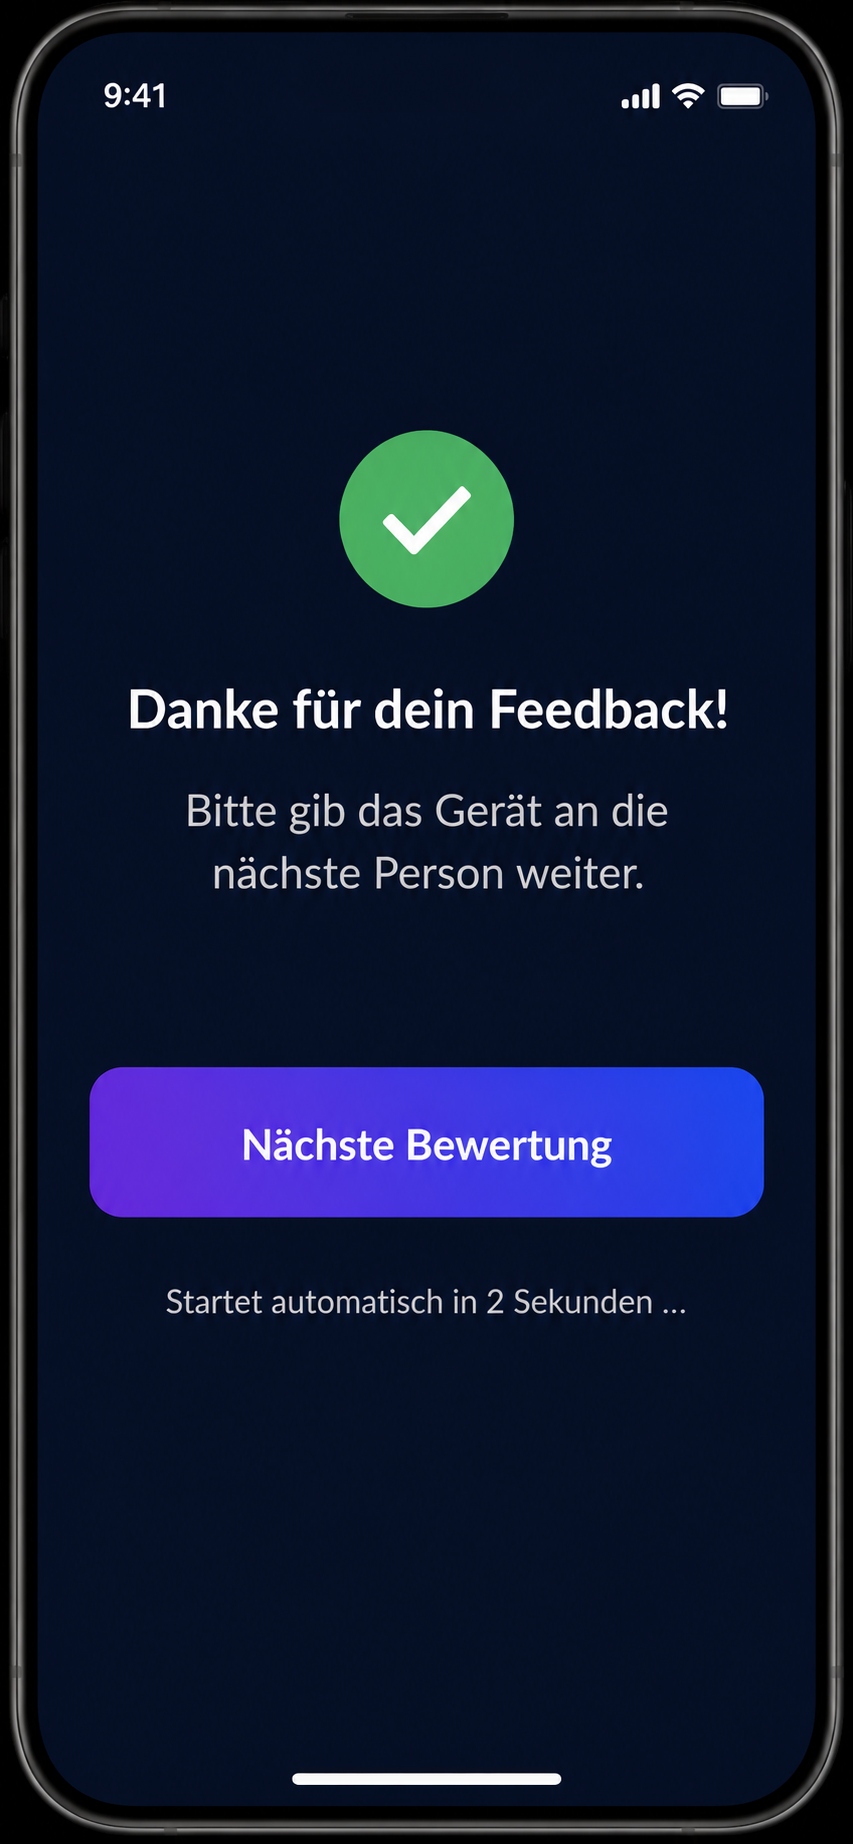 9:41
Danke für dein Feedback!
Bitte gib das Gerät an die
nächste Person weiter.
Nächste Bewertung
Startet automatisch in 2 Sekunden ...